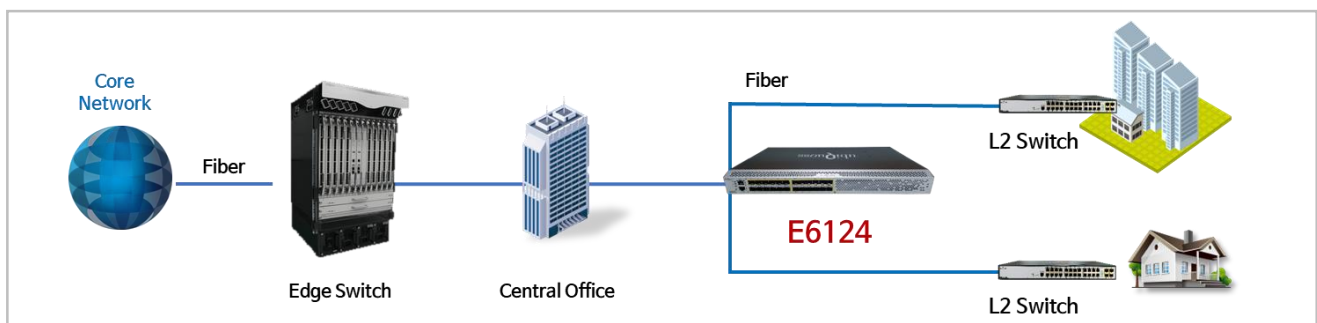 Core
Network
Fiber
Edge Switch
Central Office
Fiber
E6124
L2 Switch
L2 Switch